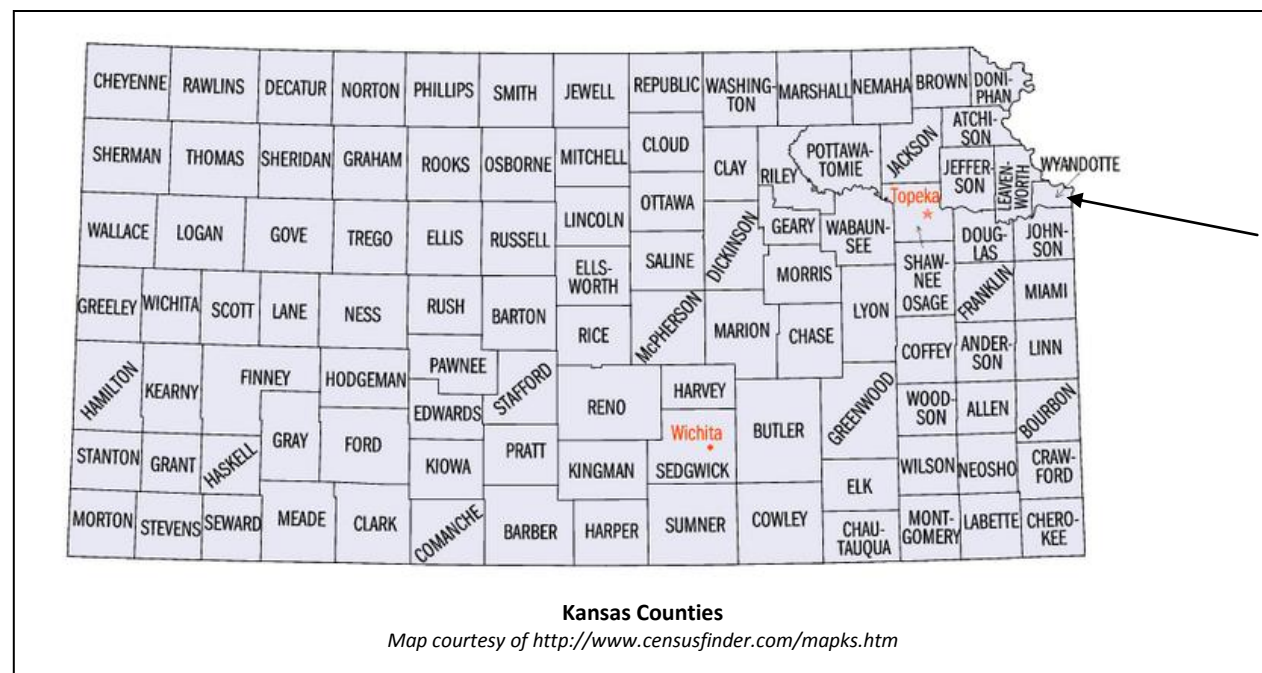 CHEYENNE
RAWLINS
DECATUR
NORTON
PHILLIPS
SMITH
JEWELL
REPUBLIC
WASHING-
TON
MARSHALL
NEMAHA
BROWN
DONI-
PHAN
SHERMAN
THOMAS
SHERIDAN
GRAHAM
ROOKS
OSBORNE
MITCHELL
CLOUD
CLAY
RILEY
POTTAWA-
TOMIE
JACKSON
ATCHI-
SON
JEFFER-
SON
LEAVEN-
WORTH
WYANDOTTE
WALLACE
LOGAN
GOVE
TREGO
ELLIS
RUSSELL
LINCOLN
OTTAWA
DICKINSON
GEARY
WABAUN-
SEE
Topeka
SHAW-
NEE
DOUG-
LAS
JOHN-
SON
ELLS-
WORTH
SALINE
MORRIS
OSAGE
FRANKLIN
MIAMI
GREELEY
WICHITA
SCOTT
LANE
NESS
RUSH
BARTON
RICE
McPHERSON
MARION
CHASE
LYON
COFFEY
ANDER-
SON
LINN
HAMILTON
KEARNY
FINNEY
HODGEMAN
PAWNEE
STAFFORD
EDWARDS
RENO
HARVEY
BUTLER
GREENWOOD
WOOD-
SON
ALLEN
BOURBON
STANTON
GRANT
HASKELL
GRAY
FORD
KIOWA
PRATT
KINGMAN
Wichita
SEDGWICK
ELK
WILSON
NEOSHO
CRAW-
FORD
MORTON
STEVENS
SEWARD
MEADE
CLARK
COMANCHE
BARBER
HARPER
SUMNER
COWLEY
CHAU-
TAUQUA
MONT-
GOMERY
LABETTE
CHERO-
KEE
Kansas Counties
Map courtesy of http://www.censusfinder.com/mapks.htm